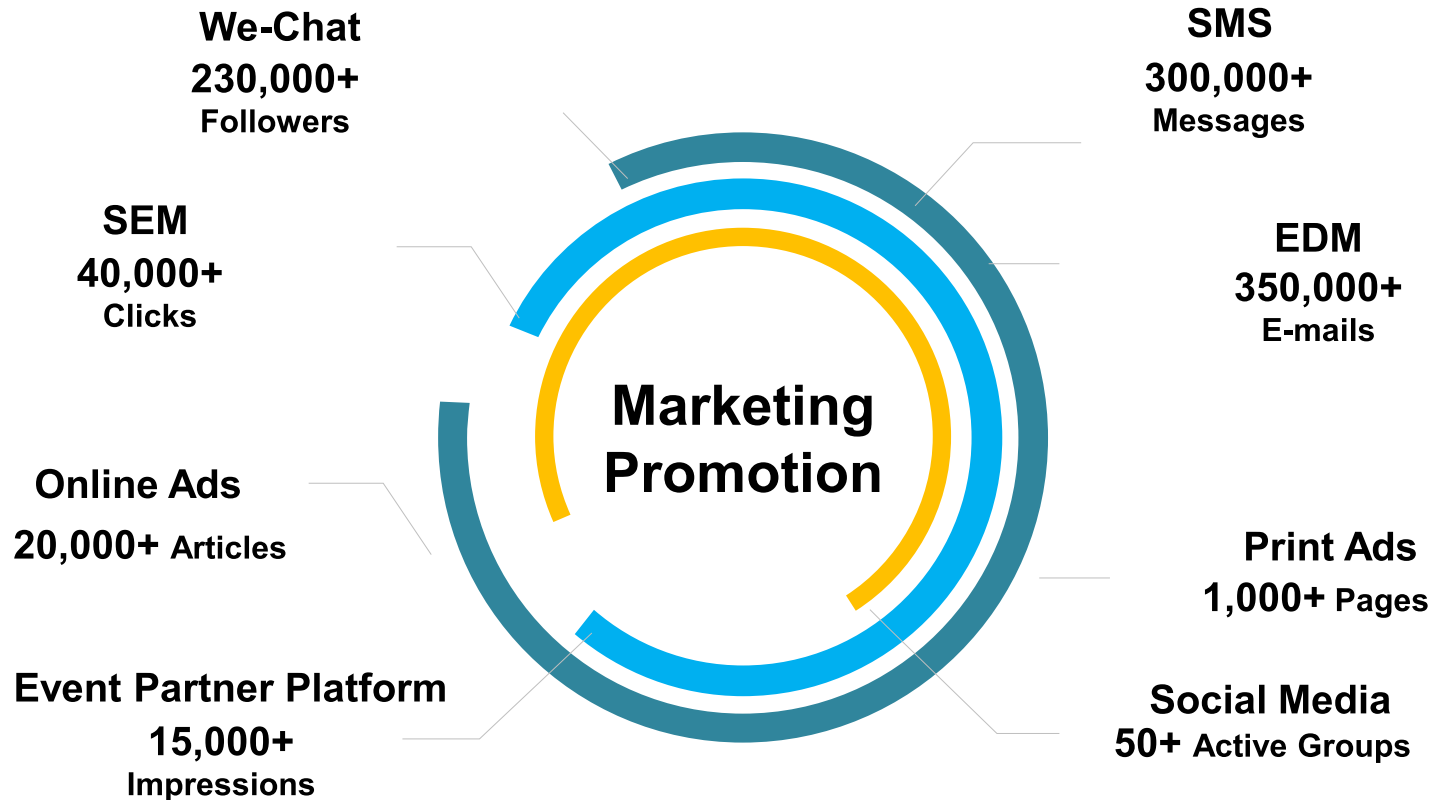 We-Chat
230,000+
Followers
SMS
300,000+
Messages
SEM
40,000+
Clicks
EDM
350,000+
E-mails
Marketing
Promotion
Online Ads
20,000+ Articles
Print Ads
1,000+ Pages
Event Partner Platform
15,000+
Impressions
Social Media
50+ Active Groups